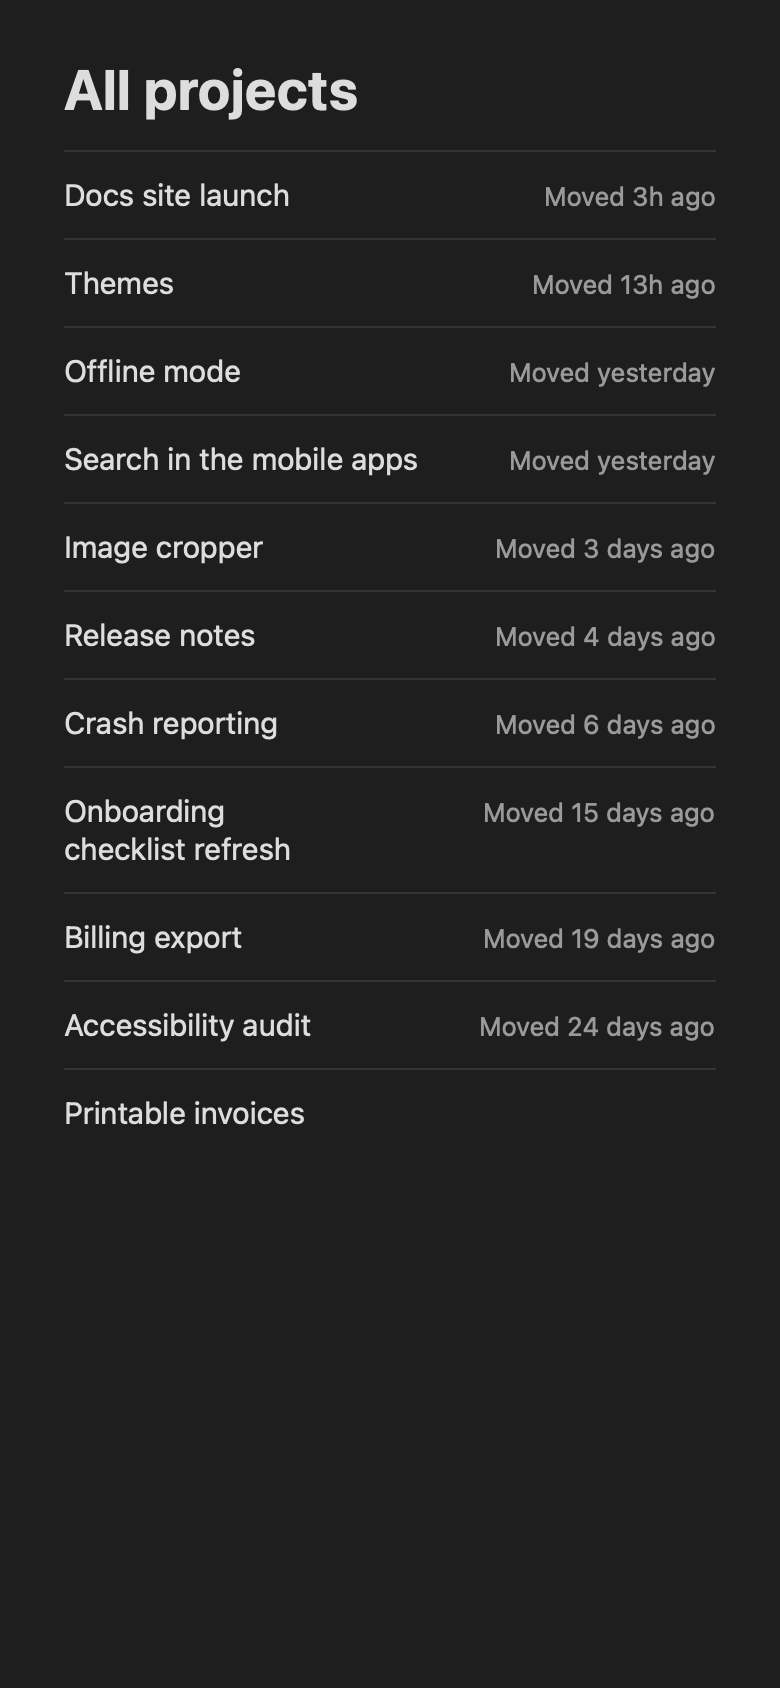 All projects
Docs site launch Moved 3h ago
Themes Moved 13h ago
Offline mode Moved yesterday
Search in the mobile apps Moved yesterday
Image cropper Moved 3 days ago
Release notes Moved 4 days ago
Crash reporting Moved 6 days ago
Onboarding Moved 15 days ago
checklist refresh
Billing export Moved 19 days ago
Accessibility audit Moved 24 days ago
Printable invoices